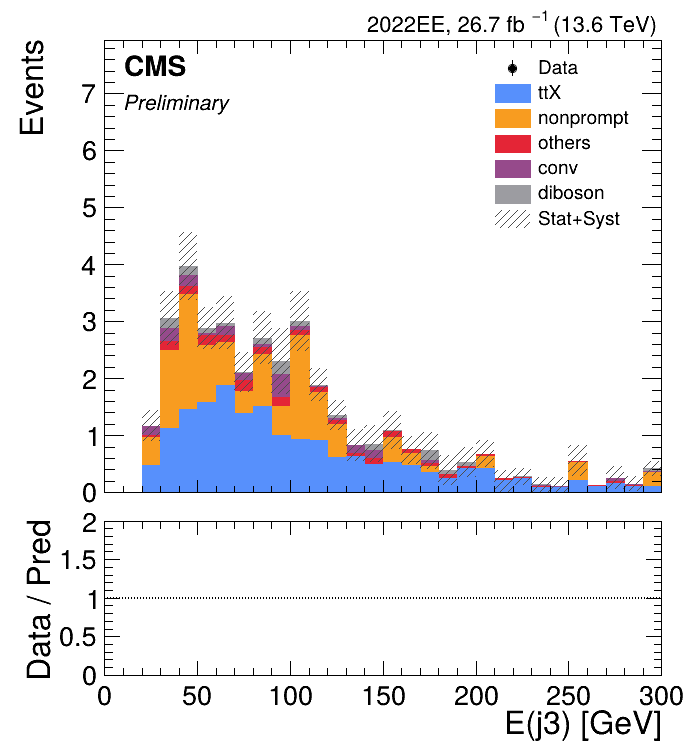 2022EE, 26.7 fb⁻¹ (13.6 TeV)
CMS
Preliminary
Events
7
6
5
4
3
2
1
0
Data
ttX
nonprompt
others
conv
diboson
Stat+Syst
Data / Pred
2
1.5
1
0.5
0
0 50 100 150 200 250 300
E(j3) [GeV]